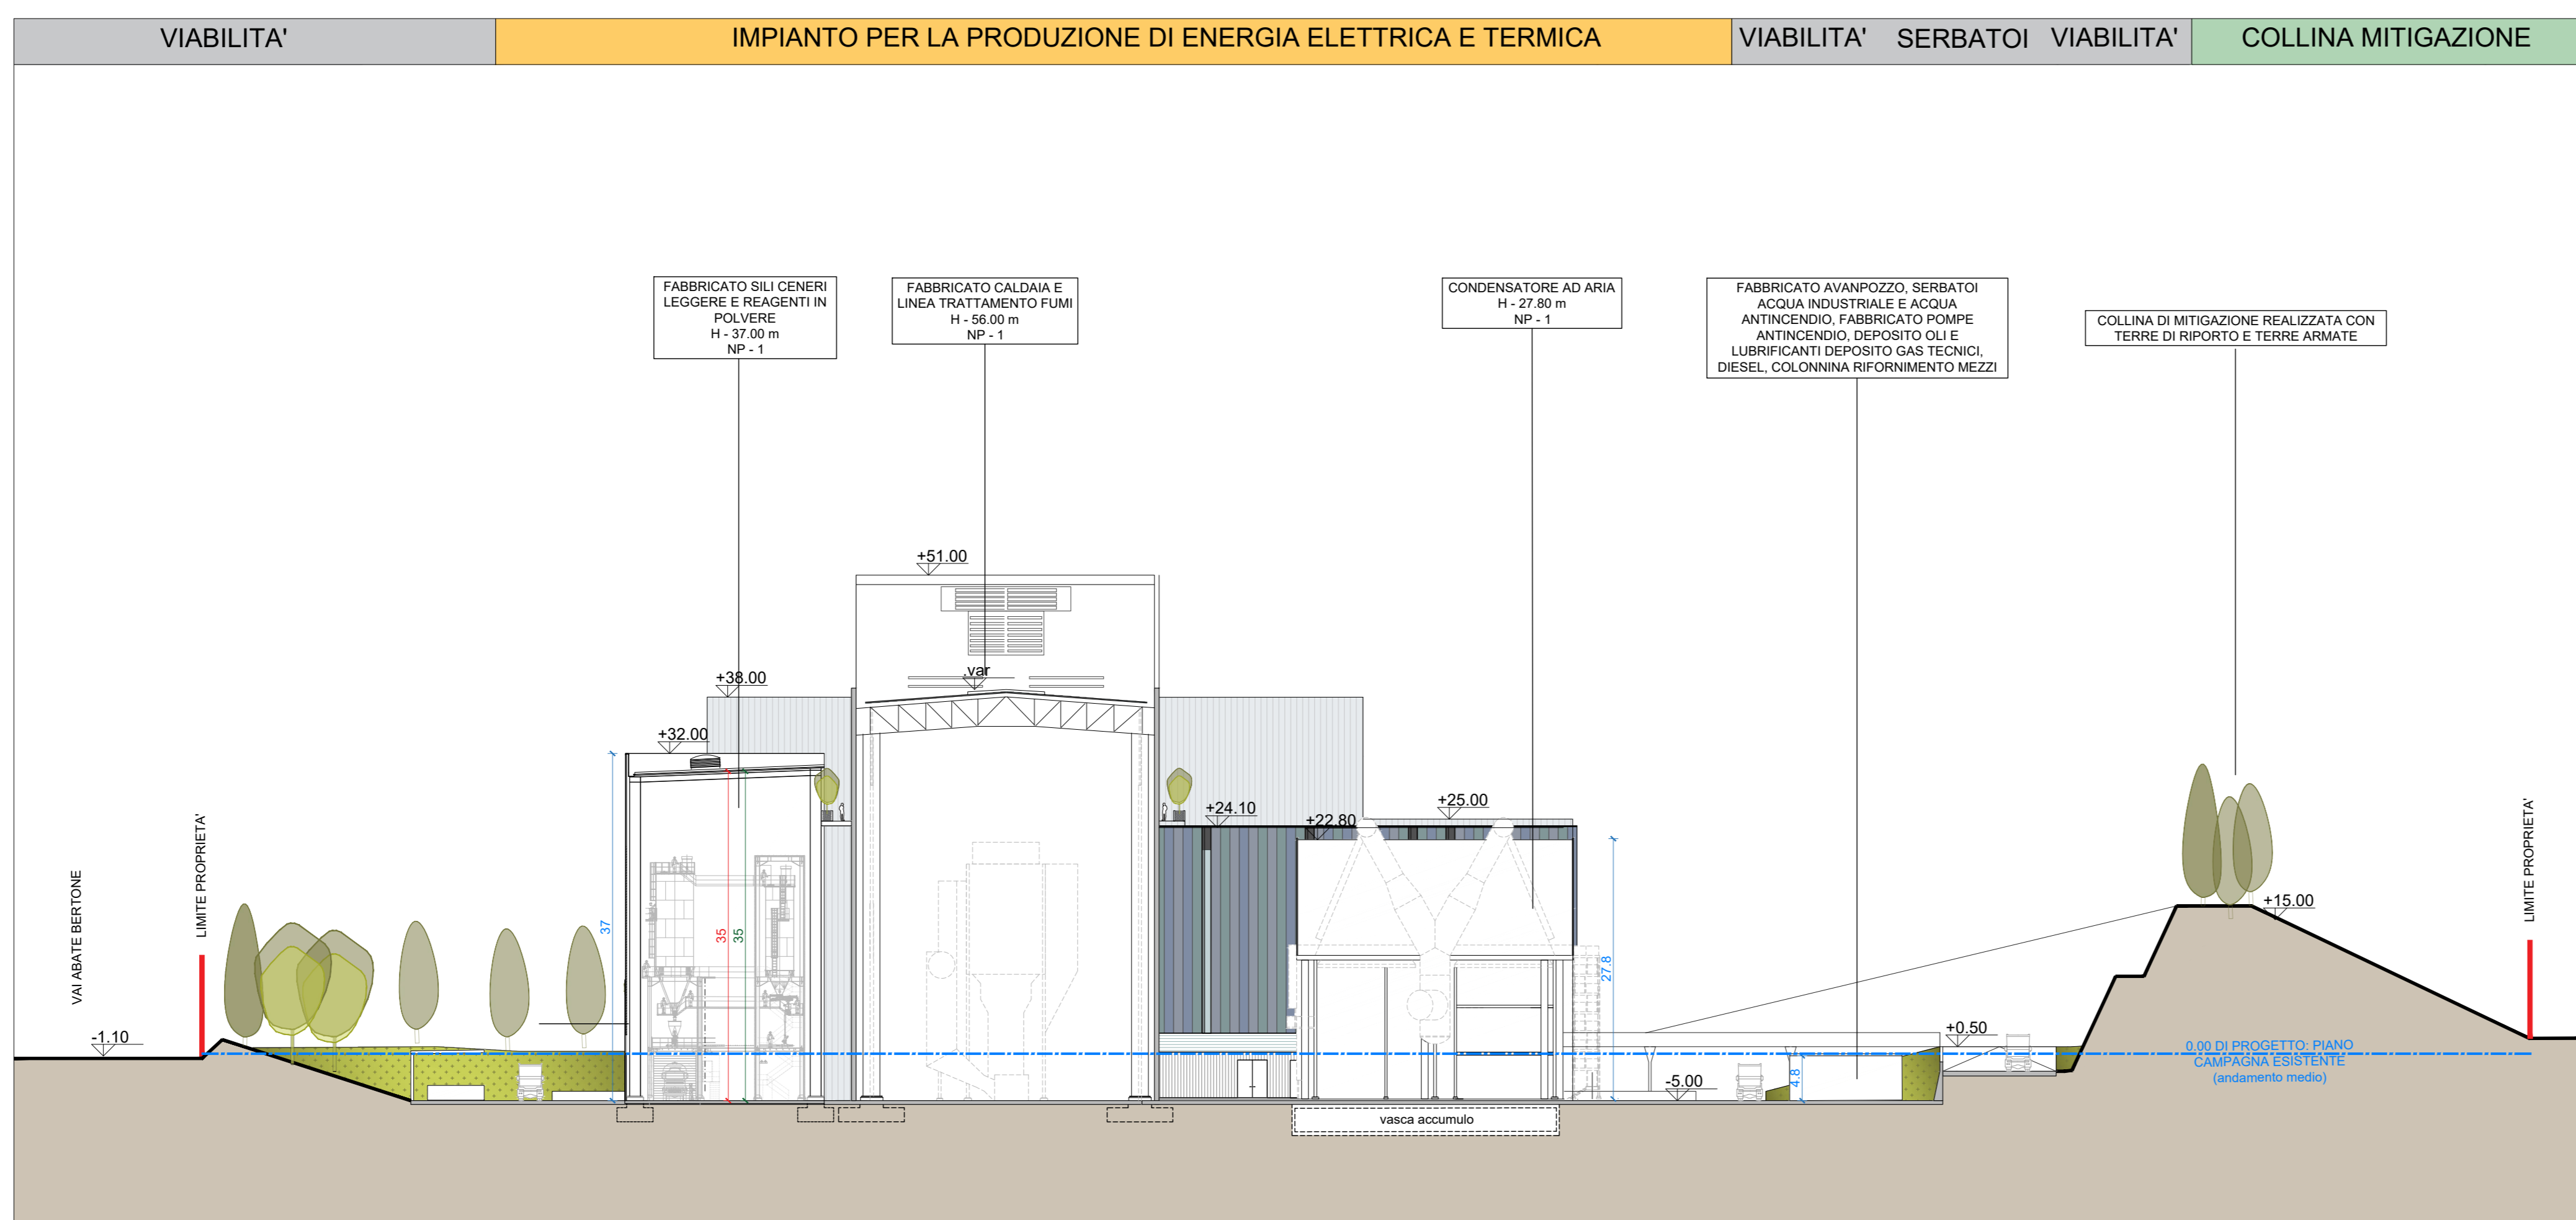 VIABILITA'
IMPIANTO PER LA PRODUZIONE DI ENERGIA ELETTRICA E TERMICA
VIABILITA'
SERBATOI
VIABILITA'
COLLINA MITIGAZIONE
FABBRICATO SILI CENERI
LEGGERE E REAGENTI IN
POLVERE
H - 37.00 m
NP - 1
FABBRICATO CALDAIA E
LINEA TRATTAMENTO FUMI
H - 56.00 m
NP - 1
CONDENSATORE AD ARIA
H - 27.80 m
NP - 1
FABBRICATO AVANPOZZO, SERBATOI
ACQUA INDUSTRIALE E ACQUA
ANTINCENDIO, FABBRICATO POMPE
ANTINCENDIO, DEPOSITO OLI E
LUBRIFICANTI DEPOSITO GAS TECNICI,
DIESEL, COLONNINA RIFORNIMENTO MEZZI
COLLINA DI MITIGAZIONE REALIZZATA CON
TERRE DI RIPORTO E TERRE ARMATE
+51.00
.var
+38.00
+32.00
+24.10
+22.80
+25.00
+15.00
+0.50
-5.00
-1.10
VAI ABATE BERTONE
LIMITE PROPRIETA'
37
35
35
27.8
4.8
LIMITE PROPRIETA'
0.00 DI PROGETTO: PIANO
CAMPAGNA ESISTENTE
(andamento medio)
vasca accumulo